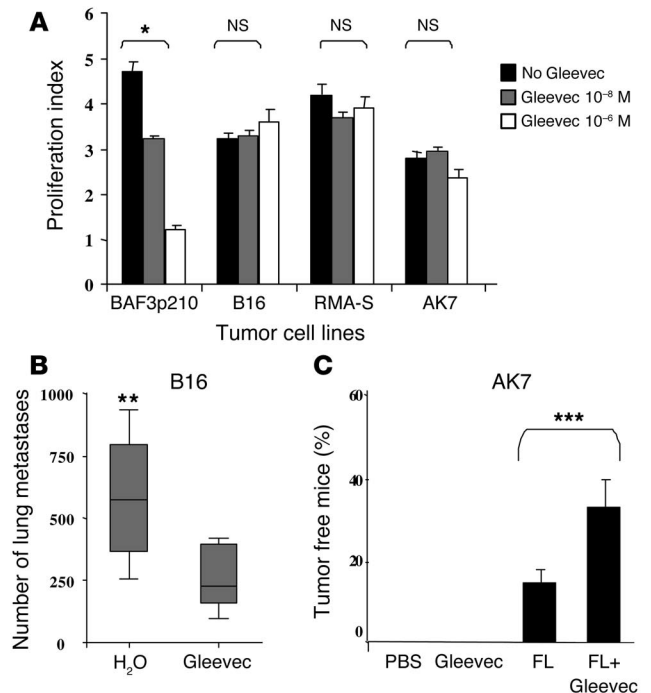 A
* NS NS NS
6
5
4
3
2
1
0
Proliferation index
No Gleevec
Gleevec 10⁻⁸ M
Gleevec 10⁻⁶ M
BAF3p210 B16 RMA-S AK7
Tumor cell lines
B
B16
Number of lung metastases
1000
750
500
250
0
**
H₂O Gleevec
C
AK7
Tumor free mice (%)
60
40
20
0
***
PBS Gleevec FL FL+
Gleevec